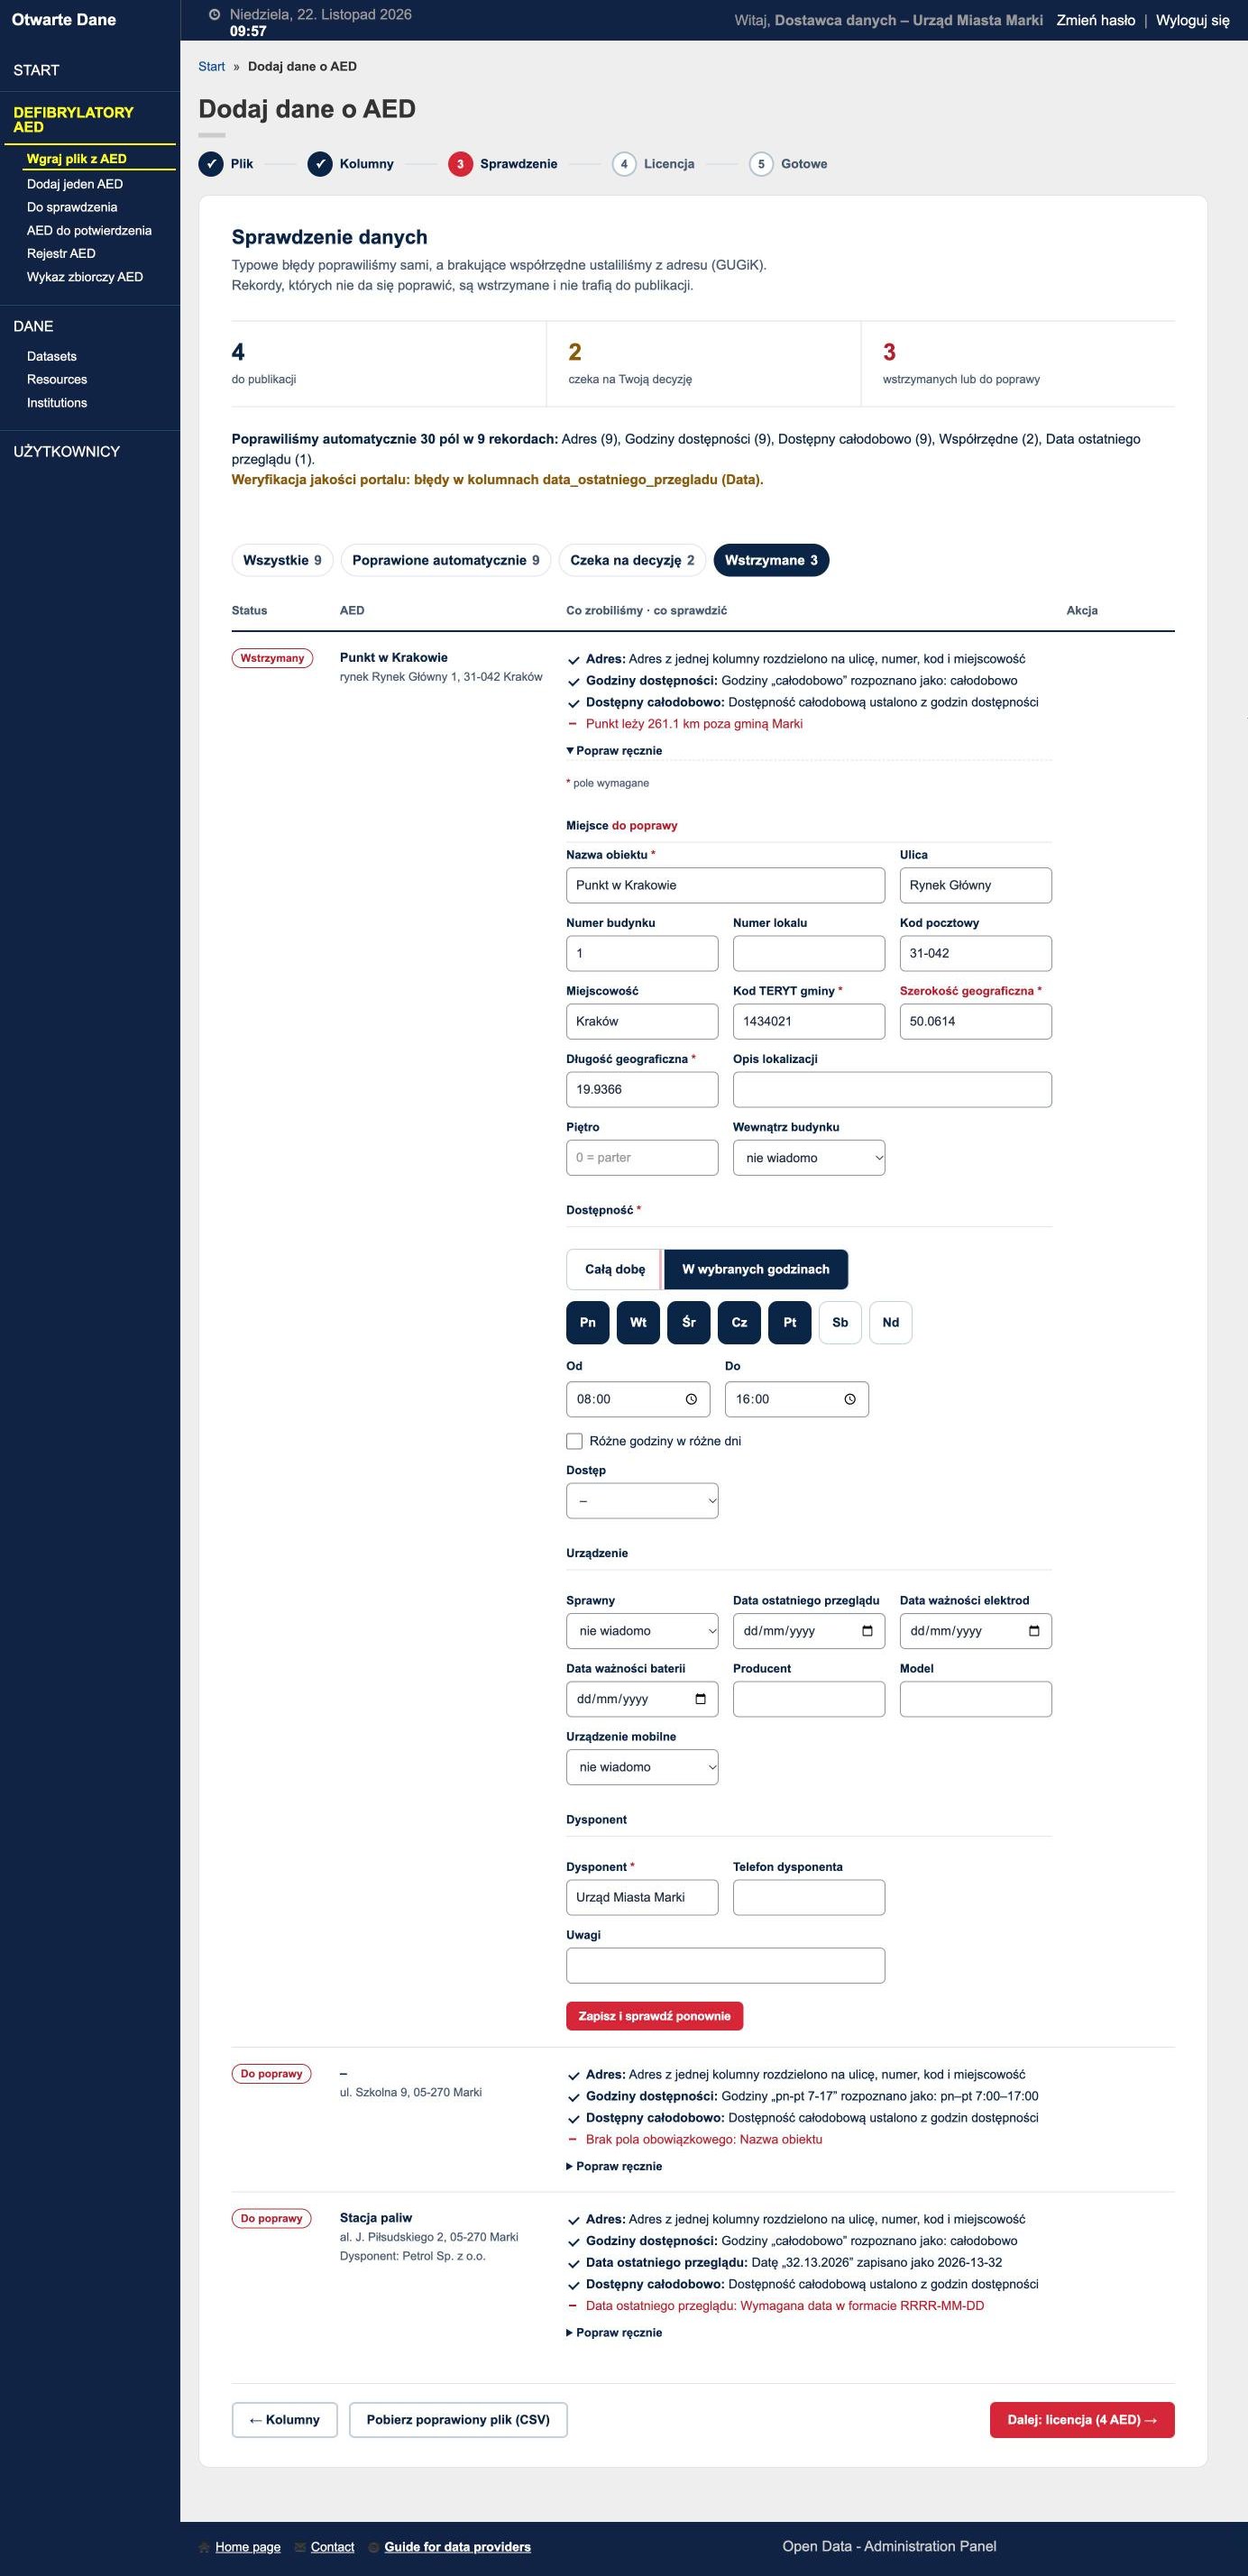 Otwarte Dane
Niedziela, 22. Listopad 2026
09:57
Witaj, Dostawca danych – Urząd Miasta Marki Zmień hasło | Wyloguj się
START
DEFIBRYLATORY
AED
Wgraj plik z AED
Dodaj jeden AED
Do sprawdzenia
AED do potwierdzenia
Rejestr AED
Wykaz zbiorczy AED
DANE
Datasets
Resources
Institutions
UŻYTKOWNICY
Start » Dodaj dane o AED
Dodaj dane o AED
✓ Plik ✓ Kolumny 3 Sprawdzenie 4 Licencja 5 Gotowe
Sprawdzenie danych
Typowe błędy poprawiliśmy sami, a brakujące współrzędne ustaliliśmy z adresu (GUGiK).
Rekordy, których nie da się poprawić, są wstrzymane i nie trafią do publikacji.
4 2 3
do publikacji czeka na Twoją decyzję wstrzymanych lub do poprawy
Poprawiliśmy automatycznie 30 pól w 9 rekordach: Adres (9), Godziny dostępności (9), Dostępny całodobowo (9), Współrzędne (2), Data ostatniego
przeglądu (1).
Weryfikacja jakości portalu: błędy w kolumnach data_ostatniego_przegladu (Data).
Wszystkie 9 Poprawione automatycznie 9 Czeka na decyzję 2 Wstrzymane 3
Status AED Co zrobiliśmy · co sprawdzić Akcja
Wstrzymany
Punkt w Krakowie
rynek Rynek Główny 1, 31-042 Kraków
✓ Adres: Adres z jednej kolumny rozdzielono na ulicę, numer, kod i miejscowość
✓ Godziny dostępności: Godziny „całodobowo” rozpoznano jako: całodobowo
✓ Dostępny całodobowo: Dostępność całodobową ustalono z godzin dostępności
– Punkt leży 261.1 km poza gminą Marki
▼ Popraw ręcznie
* pole wymagane
Miejsce do poprawy
Nazwa obiektu * Ulica
Punkt w Krakowie Rynek Główny
Numer budynku Numer lokalu Kod pocztowy
1 31-042
Miejscowość Kod TERYT gminy * Szerokość geograficzna *
Kraków 1434021 50.0614
Długość geograficzna * Opis lokalizacji
19.9366
Piętro Wewnątrz budynku
0 = parter nie wiadomo
Dostępność *
Całą dobę W wybranych godzinach
Pn Wt Śr Cz Pt Sb Nd
Od Do
08:00 16:00
Różne godziny w różne dni
Dostęp
–
Urządzenie
Sprawny Data ostatniego przeglądu Data ważności elektrod
nie wiadomo dd/mm/yyyy dd/mm/yyyy
Data ważności baterii Producent Model
dd/mm/yyyy
Urządzenie mobilne
nie wiadomo
Dysponent
Dysponent * Telefon dysponenta
Urząd Miasta Marki
Uwagi
Zapisz i sprawdź ponownie
Do poprawy
–
ul. Szkolna 9, 05-270 Marki
✓ Adres: Adres z jednej kolumny rozdzielono na ulicę, numer, kod i miejscowość
✓ Godziny dostępności: Godziny „pn-pt 7-17” rozpoznano jako: pn–pt 7:00–17:00
✓ Dostępny całodobowo: Dostępność całodobową ustalono z godzin dostępności
– Brak pola obowiązkowego: Nazwa obiektu
▶ Popraw ręcznie
Do poprawy
Stacja paliw
al. J. Piłsudskiego 2, 05-270 Marki
Dysponent: Petrol Sp. z o.o.
✓ Adres: Adres z jednej kolumny rozdzielono na ulicę, numer, kod i miejscowość
✓ Godziny dostępności: Godziny „całodobowo” rozpoznano jako: całodobowo
✓ Data ostatniego przeglądu: Datę „32.13.2026” zapisano jako 2026-13-32
✓ Dostępny całodobowo: Dostępność całodobową ustalono z godzin dostępności
– Data ostatniego przeglądu: Wymagana data w formacie RRRR-MM-DD
▶ Popraw ręcznie
← Kolumny Pobierz poprawiony plik (CSV) Dalej: licencja (4 AED) →
Home page Contact Guide for data providers Open Data - Administration Panel